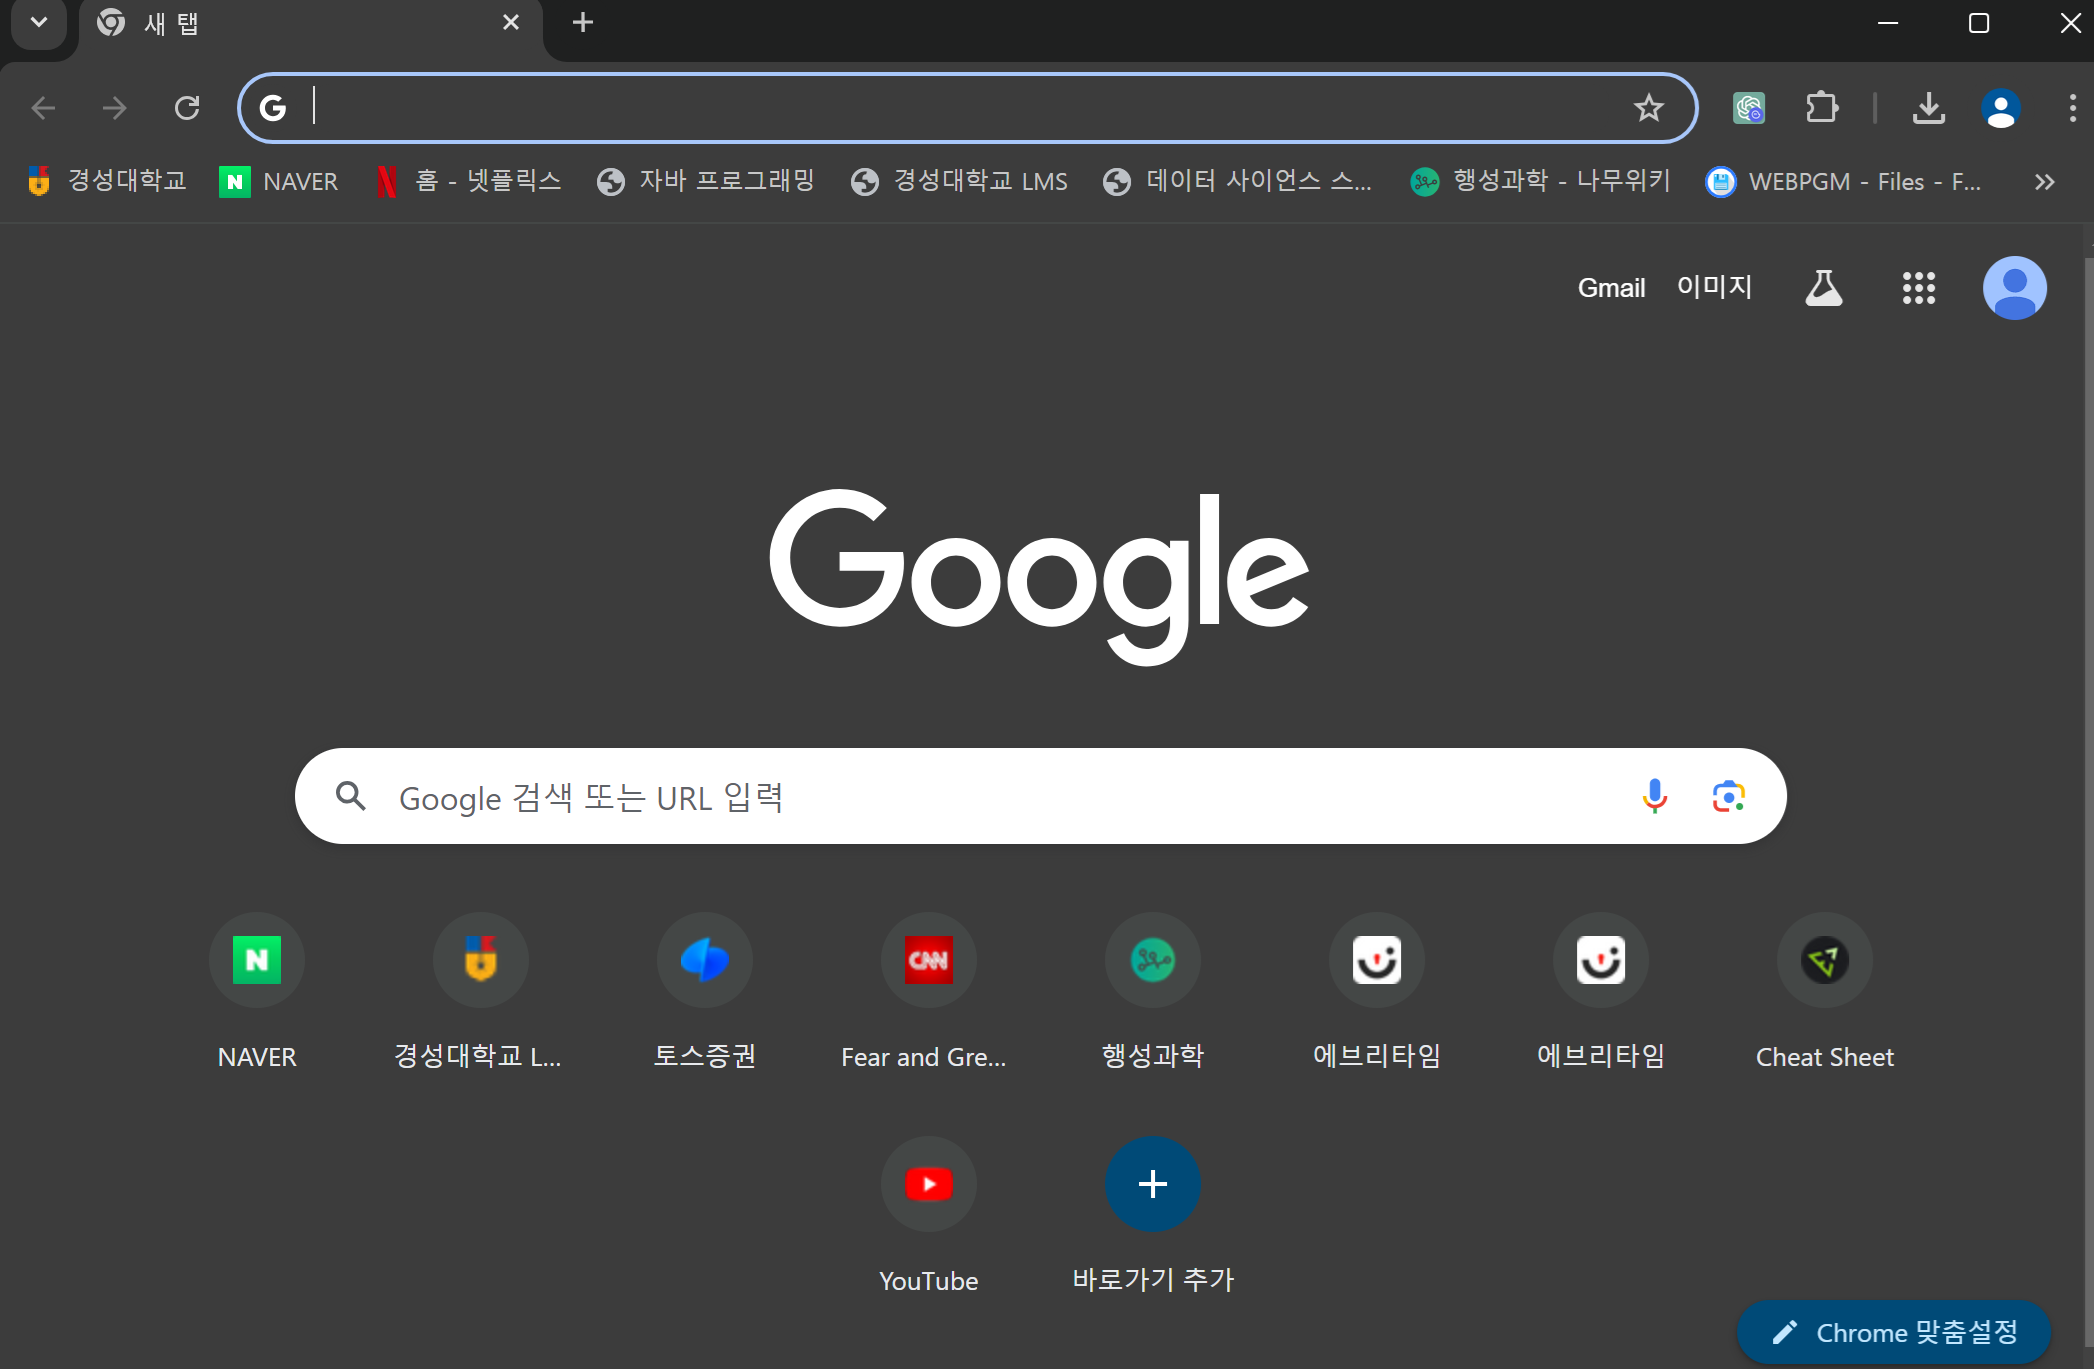 새 탭
경성대학교 NAVER 홈 - 넷플릭스 자바 프로그래밍 경성대학교 LMS 데이터 사이언스 스... 행성과학 - 나무위키 WEBPGM - Files - F...
Gmail 이미지
Google
Google 검색 또는 URL 입력
CNN
NAVER 경성대학교 L... 토스증권 Fear and Gre... 행성과학 에브리타임 에브리타임 Cheat Sheet
YouTube 바로가기 추가
Chrome 맞춤설정